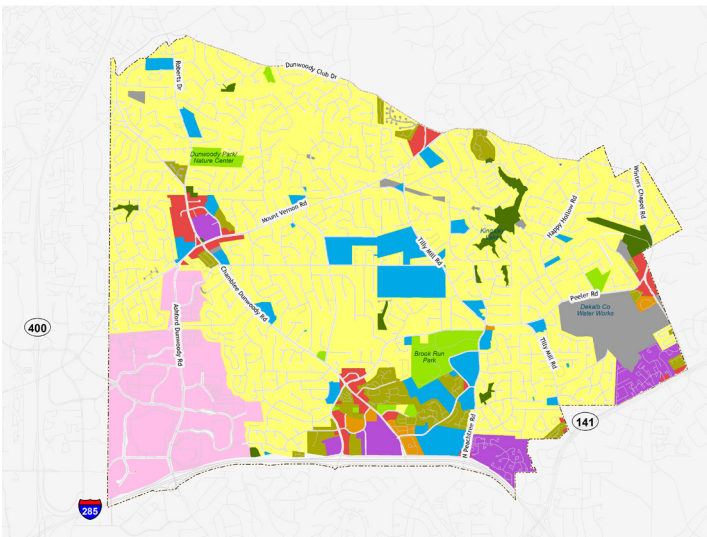 Roberts Dr
Dunwoody Club Dr
Dunwoody Park/
Nature Center
Winters Chapel Rd
Mount Vernon Rd
Happy Hollow Rd
Tilly Mill Rd
Peeler Rd
Dekalb Co
Water Works
Chamblee Dunwoody Rd
Ashford Dunwoody Rd
400
Tilly Mill Rd
Brook Run
Park
N Peachtree Rd
141
285